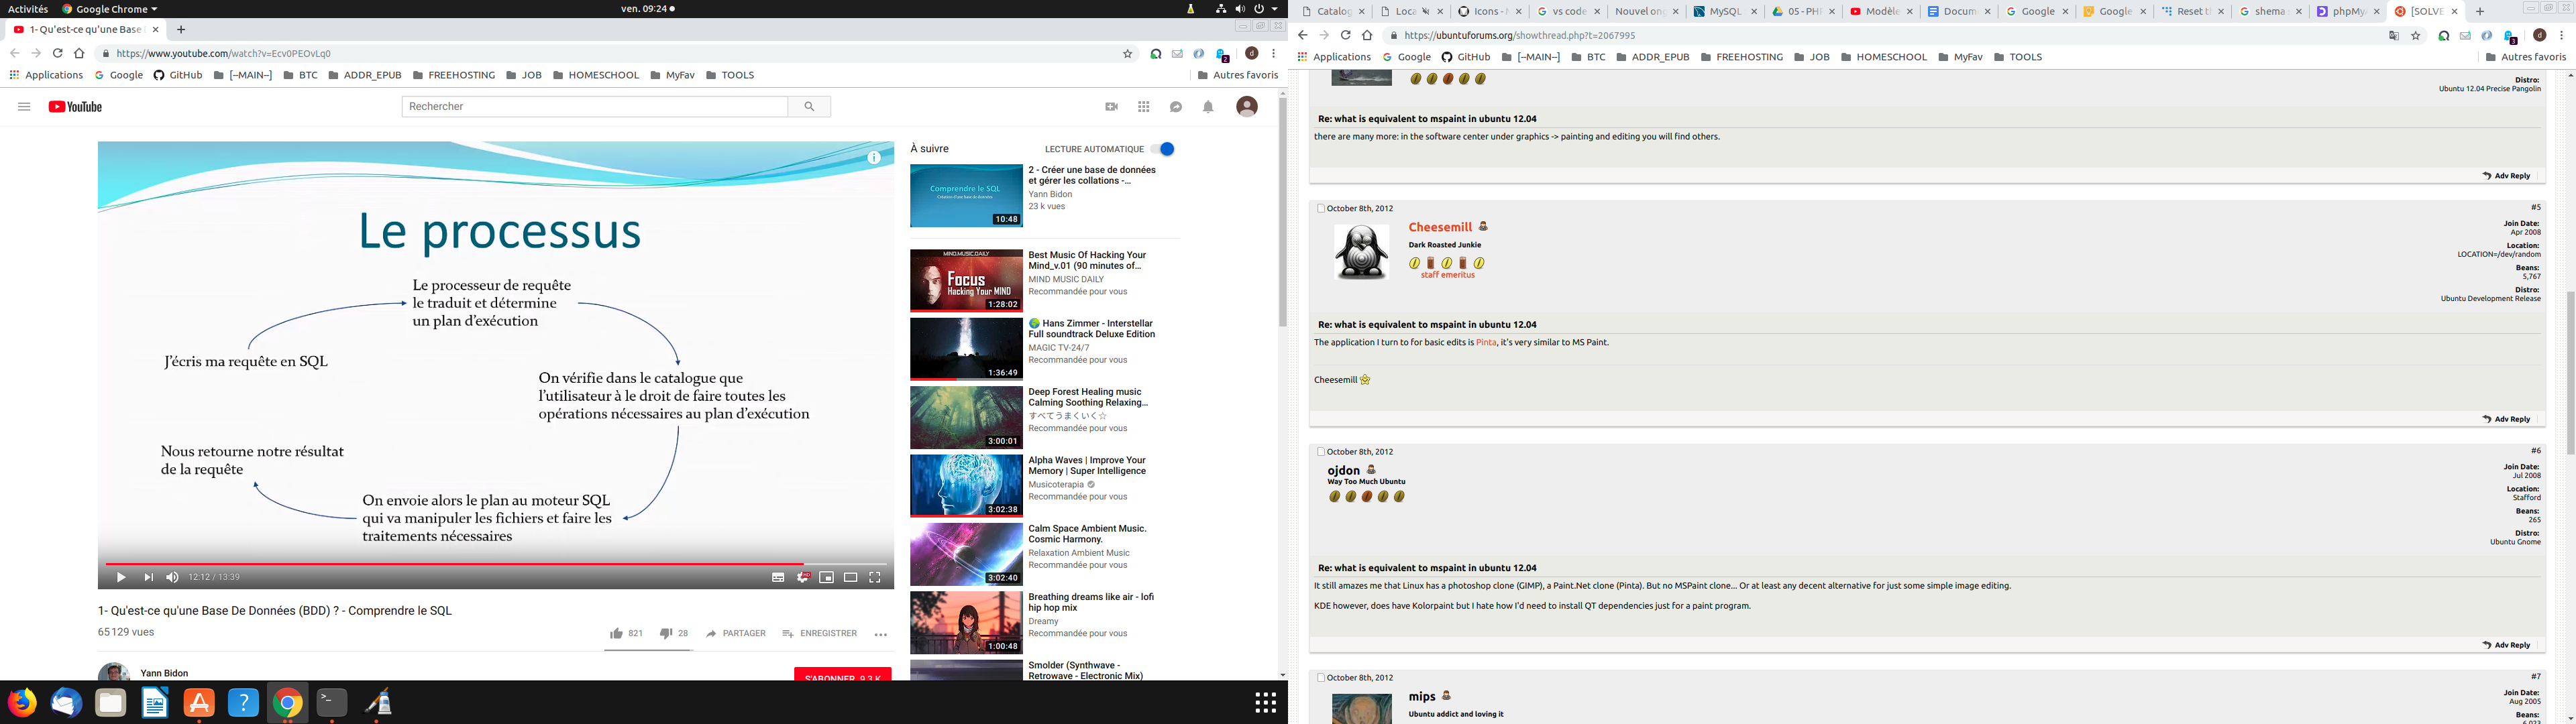 Activités
Google Chrome
ven. 09:24
1- Qu'est-ce qu'une Base
https://www.youtube.com/watch?v=Ecv0PEOvLq0
Applications
Google
GitHub
[--MAIN--]
BTC
ADDR_EPUB
FREEHOSTING
JOB
HOMESCHOOL
MyFav
TOOLS
Autres favoris
YouTube
Rechercher
Le processus
Le processeur de requête
le traduit et détermine
un plan d'exécution
J'écris ma requête en SQL
On vérifie dans le catalogue que
l'utilisateur à le droit de faire toutes les
opérations nécessaires au plan d'exécution
Nous retourne notre résultat
de la requête
On envoie alors le plan au moteur SQL
qui va manipuler les fichiers et faire les
traitements nécessaires
12:12 / 13:39
1- Qu'est-ce qu'une Base De Données (BDD) ? - Comprendre le SQL
65 129 vues
821
28
PARTAGER
ENREGISTRER
Yann Bidon
S'ABONNER 9,3 K
À suivre
LECTURE AUTOMATIQUE
Comprendre le SQL
10:48
2 - Créer une base de données
et gérer les collations -...
Yann Bidon
23 k vues
MIND.MUSIC.DAILY
Focus
Hacking Your MIND
1:28:02
Best Music Of Hacking Your
Mind_v.01 (90 minutes of...
MIND MUSIC DAILY
Recommandée pour vous
1:36:49
Hans Zimmer - Interstellar
Full soundtrack Deluxe Edition
MAGIC TV-24/7
Recommandée pour vous
3:00:01
Deep Forest Healing music
Calming Soothing Relaxing...
すべてうまくいく☆
Recommandée pour vous
3:02:38
Alpha Waves | Improve Your
Memory | Super Intelligence
Musicoterapia
Recommandée pour vous
3:02:40
Calm Space Ambient Music.
Cosmic Harmony.
Relaxation Ambient Music
Recommandée pour vous
1:00:48
Breathing dreams like air - lofi
hip hop mix
Dreamy
Recommandée pour vous
Smolder (Synthwave -
Retrowave - Electronic Mix)
Catalog
Loca
Icons - 
vs code
Nouvel on
MySQL
05 - PH
Modèle
Docum
Google
Google
Reset t
shema
phpMy
[SOLVE
https://ubuntuforums.org/showthread.php?t=2067995
Applications
Google
GitHub
[--MAIN--]
BTC
ADDR_EPUB
FREEHOSTING
JOB
HOMESCHOOL
MyFav
TOOLS
Autres favoris
Distro:
Ubuntu 12.04 Precise Pangolin
Re: what is equivalent to mspaint in ubuntu 12.04
there are many more: in the software center under graphics -> painting and editing you will find others.
Adv Reply
October 8th, 2012
#5
Cheesemill
Dark Roasted Junkie
staff emeritus
Join Date:
Apr 2008
Location:
LOCATION=/dev/random
Beans:
5,767
Distro:
Ubuntu Development Release
Re: what is equivalent to mspaint in ubuntu 12.04
The application I turn to for basic edits is Pinta, it's very similar to MS Paint.
Cheesemill
Adv Reply
October 8th, 2012
#6
ojdon
Way Too Much Ubuntu
Join Date:
Jul 2008
Location:
Stafford
Beans:
265
Distro:
Ubuntu Gnome
Re: what is equivalent to mspaint in ubuntu 12.04
It still amazes me that Linux has a photoshop clone (GIMP), a Paint.Net clone (Pinta). But no MSPaint clone... Or at least any decent alternative for just some simple image editing.
KDE however, does have Kolorpaint but I hate how I'd need to install QT dependencies just for a paint program.
Adv Reply
October 8th, 2012
#7
mips
Ubuntu addict and loving it
Join Date:
Aug 2005
Beans: